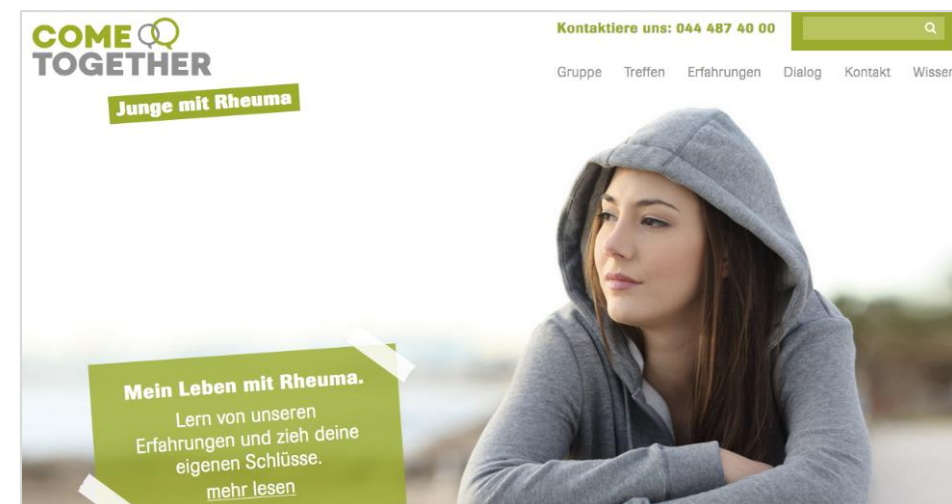 COME
TOGETHER
Junge mit Rheuma
Kontaktiere uns: 044 487 40 00
Gruppe Treffen Erfahrungen Dialog Kontakt Wissen
Mein Leben mit Rheuma.
Lern von unseren
Erfahrungen und zieh deine
eigenen Schlüsse.
mehr lesen